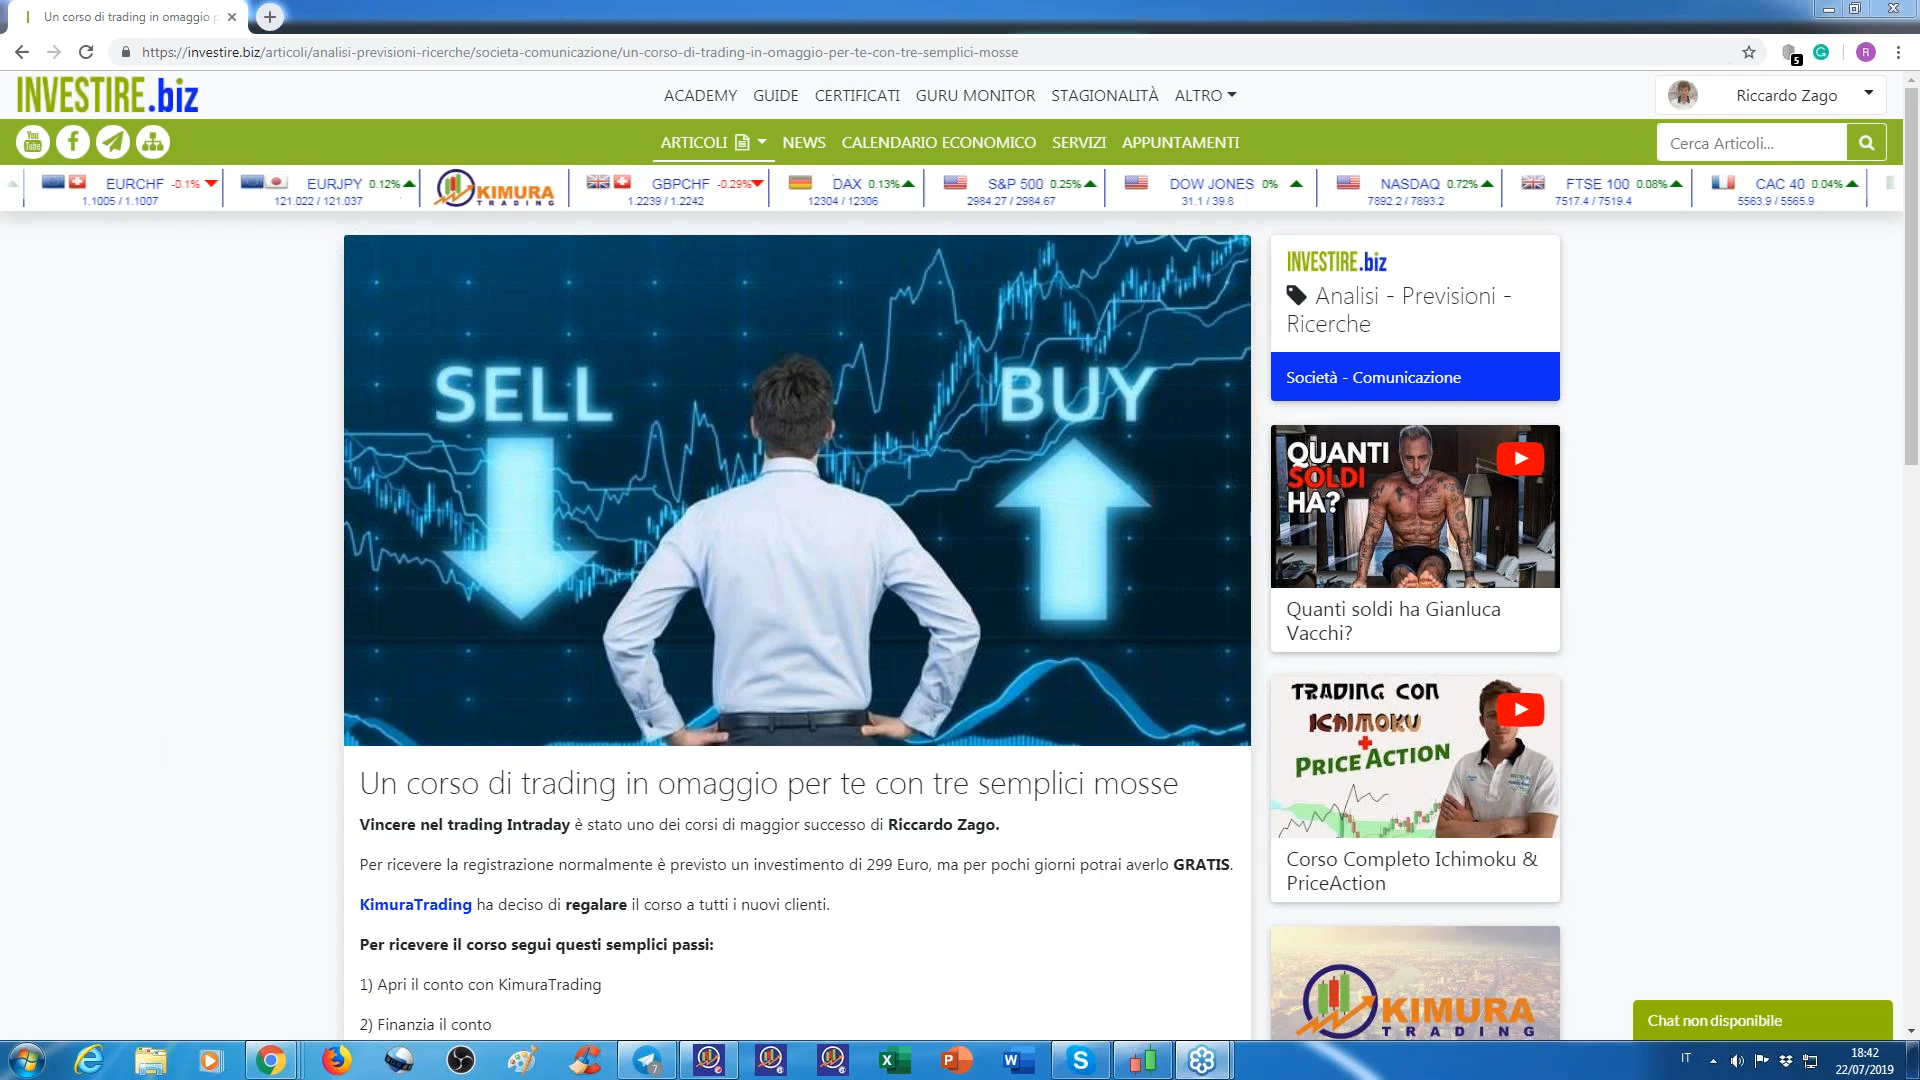 Un corso di trading in omaggio p
https://investire.biz/articoli/analisi-previsioni-ricerche/societa-comunicazione/un-corso-di-trading-in-omaggio-per-te-con-tre-semplici-mosse
5
R
INVESTIRE.biz
ACADEMY GUIDE CERTIFICATI GURU MONITOR STAGIONALITÀ ALTRO
Riccardo Zago
You Tube
ARTICOLI NEWS CALENDARIO ECONOMICO SERVIZI APPUNTAMENTI
Cerca Articoli...
EURCHF -0.1%
1.1005 / 1.1007
EURJPY 0.12%
121.022 / 121.037
KIMURA
TRADING
GBPCHF -0.29%
1.2239 / 1.2242
DAX 0.13%
12304 / 12306
S&P 500 0.25%
2984.27 / 2984.67
DOW JONES 0%
31.1 / 39.8
NASDAQ 0.72%
7892.2 / 7893.2
FTSE 100 0.08%
7517.4 / 7519.4
CAC 40 0.04%
5563.9 / 5565.9
SELL
BUY
Un corso di trading in omaggio per te con tre semplici mosse
Vincere nel trading Intraday è stato uno dei corsi di maggior successo di Riccardo Zago.
Per ricevere la registrazione normalmente è previsto un investimento di 299 Euro, ma per pochi giorni potrai averlo GRATIS.
KimuraTrading ha deciso di regalare il corso a tutti i nuovi clienti.
Per ricevere il corso segui questi semplici passi:
1) Apri il conto con KimuraTrading
2) Finanzia il conto
INVESTIRE.biz
Analisi - Previsioni -
Ricerche
Società - Comunicazione
QUANTI
SOLDI
HA?
Quanti soldi ha Gianluca
Vacchi?
TRADING CON
ICHIMOKU
+
PRICE ACTION
Corso Completo Ichimoku &
PriceAction
KIMURA
TRADING
Chat non disponibile
7
IT
18:42
22/07/2019